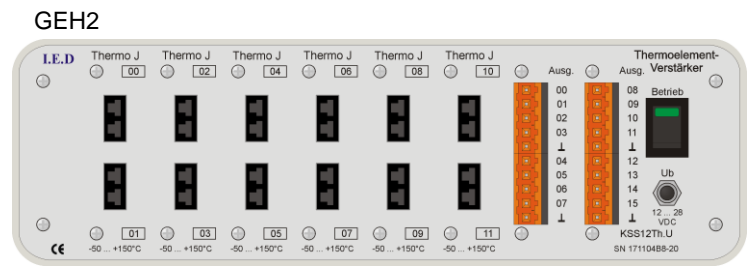 GEH2
I.E.D
Thermo J Thermo J Thermo J Thermo J Thermo J Thermo J
Thermoelement-
Verstärker
00 02 04 06 08 10
Ausg. Ausg.
Betrieb
00 08
01 09
02 10
03 11
⊥
04 12
05 13
06 14
07 15
⊥ ⊥
Ub
12 ... 28
VDC
01 03 05 07 09 11
KSS12Th.U
CE
-50 ... +150°C -50 ... +150°C -50 ... +150°C -50 ... +150°C -50 ... +150°C -50 ... +150°C
SN 171104B8-20